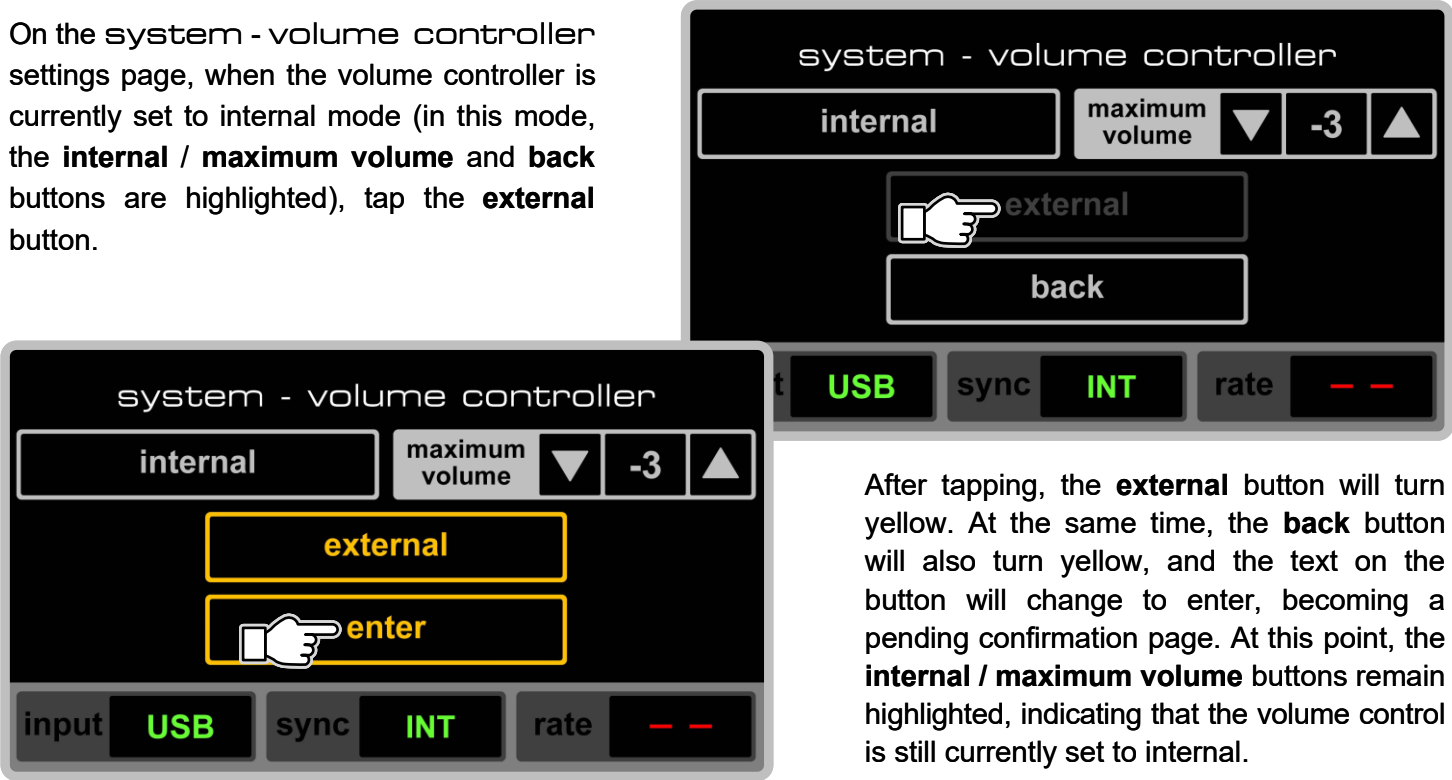 On the system - volume controller
settings page, when the volume controller is
currently set to internal mode (in this mode,
the internal / maximum volume and back
buttons are highlighted), tap the external
button.
system - volume controller
internal
maximum
volume
-3
external
back
t
USB
sync
INT
rate
– –
system - volume controller
internal
maximum
volume
-3
external
enter
input
USB
sync
INT
rate
– –
After tapping, the external button will turn
yellow. At the same time, the back button
will also turn yellow, and the text on the
button will change to enter, becoming a
pending confirmation page. At this point, the
internal / maximum volume buttons remain
highlighted, indicating that the volume control
is still currently set to internal.